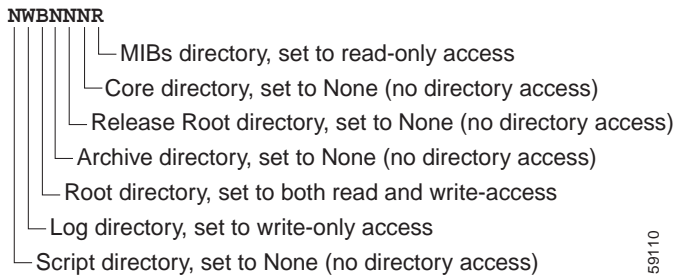 NWBNNNR
MIBs directory, set to read-only access
Core directory, set to None (no directory access)
Release Root directory, set to None (no directory access)
Archive directory, set to None (no directory access)
Root directory, set to both read and write-access
Log directory, set to write-only access
Script directory, set to None (no directory access)
59110